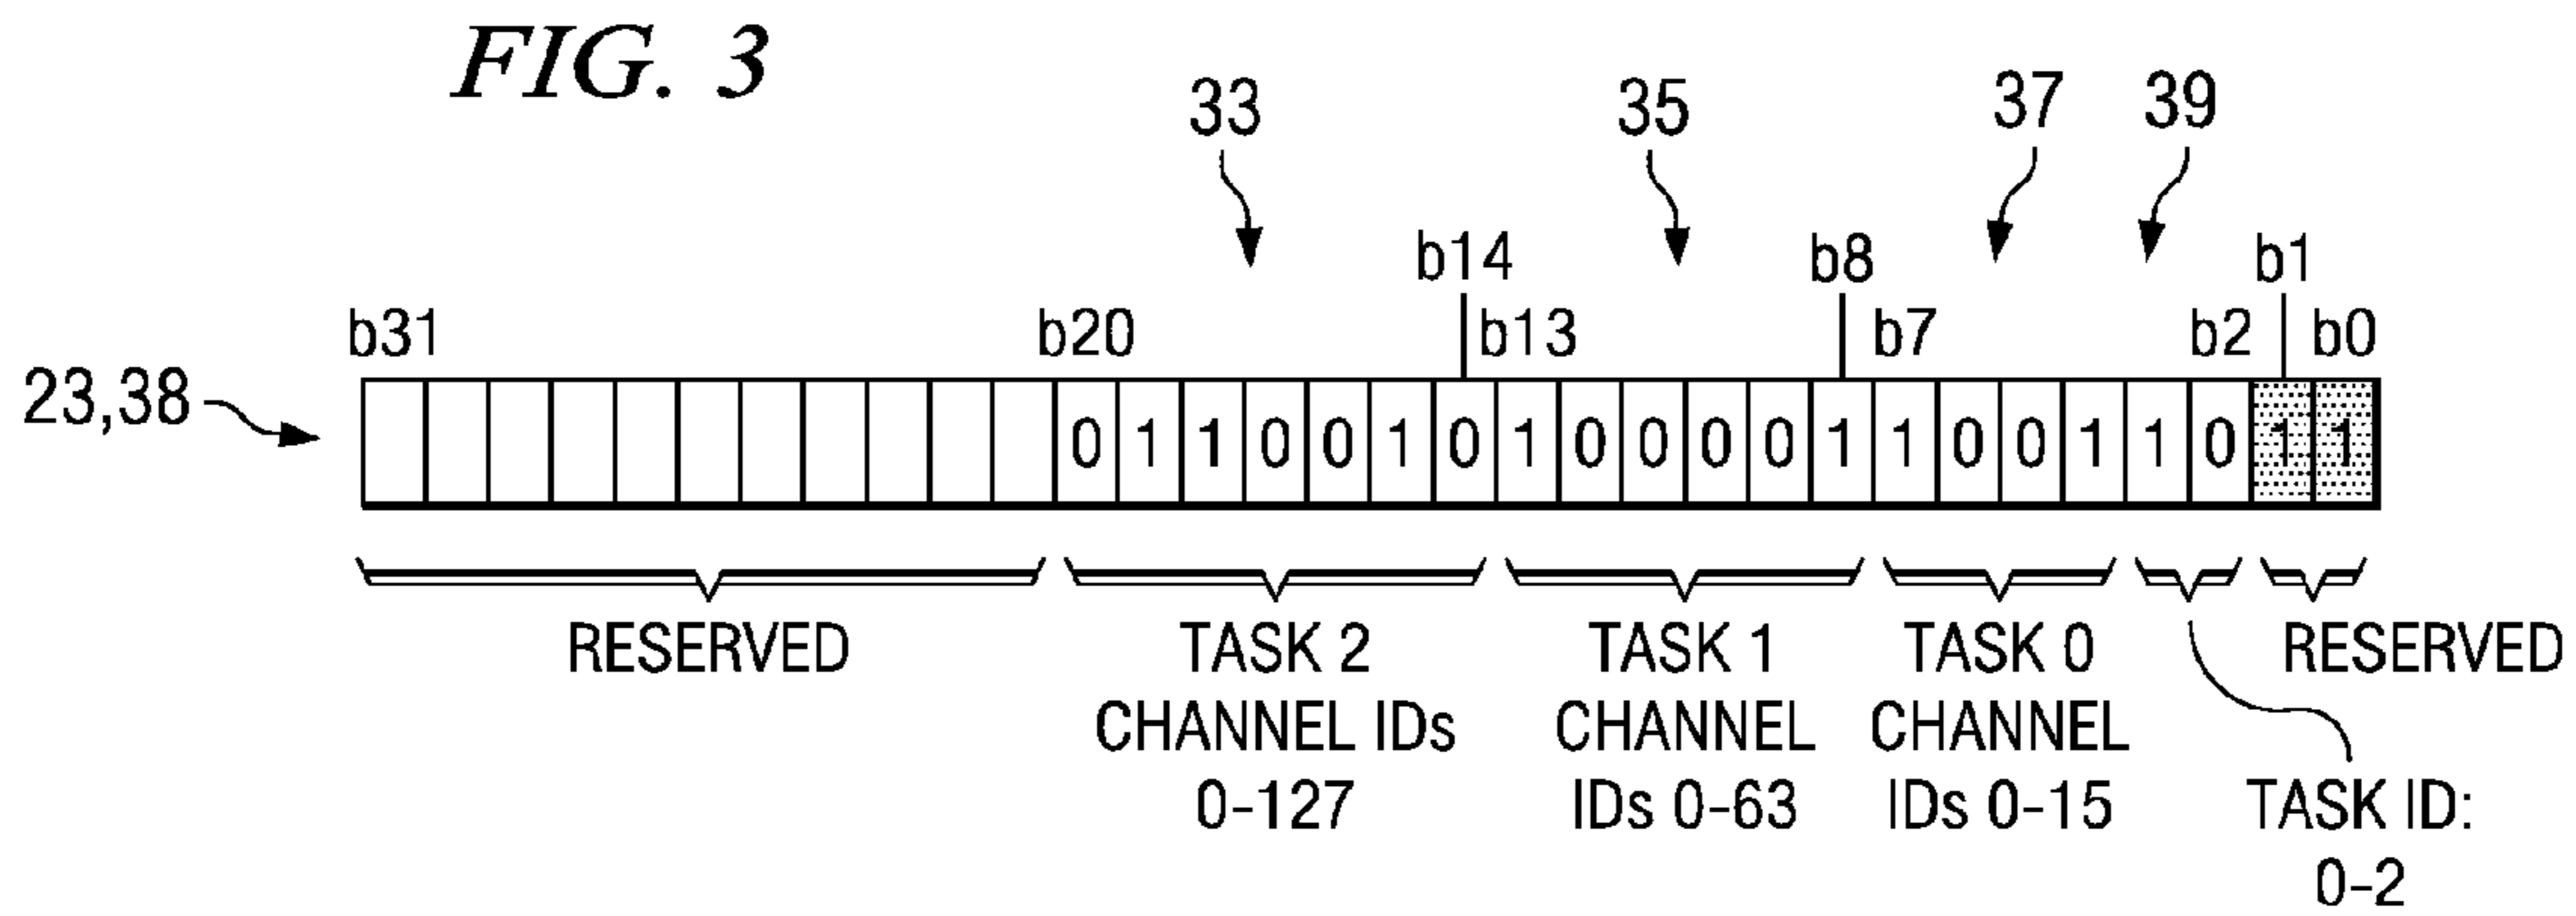 FIG. 3
33 35 37 39
b14 b8 b1
b31 b20 b13 b7 b2 b0
23,38
0 1 1 0 0 1 0 1 0 0 0 0 1 1 0 0 1 1 0 1 1
RESERVED TASK 2 TASK 1 TASK 0 RESERVED
CHANNEL IDs CHANNEL CHANNEL
0-127 IDs 0-63 IDs 0-15 TASK ID:
0-2